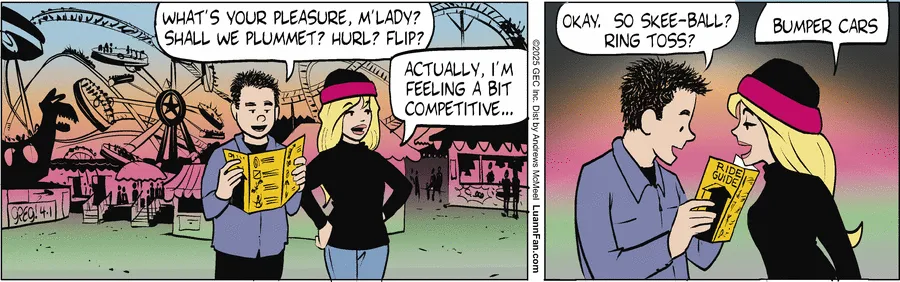 WHAT'S YOUR PLEASURE, M'LADY?
SHALL WE PLUMMET? HURL? FLIP?
ACTUALLY, I'M
FEELING A BIT
COMPETITIVE...
GREG! 4-1
©2025 GEC Inc. Dist by Andrews McMeel LuannFan.com
OKAY. SO SKEE-BALL?
RING TOSS?
BUMPER CARS
RIDE
GUIDE